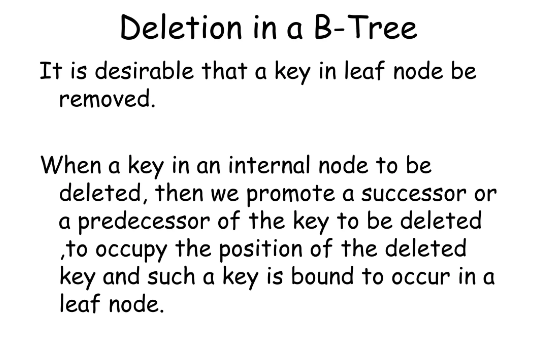 Deletion in a B-Tree
It is desirable that a key in leaf node be
removed.
When a key in an internal node to be
deleted, then we promote a successor or
a predecessor of the key to be deleted
,to occupy the position of the deleted
key and such a key is bound to occur in a
leaf node.